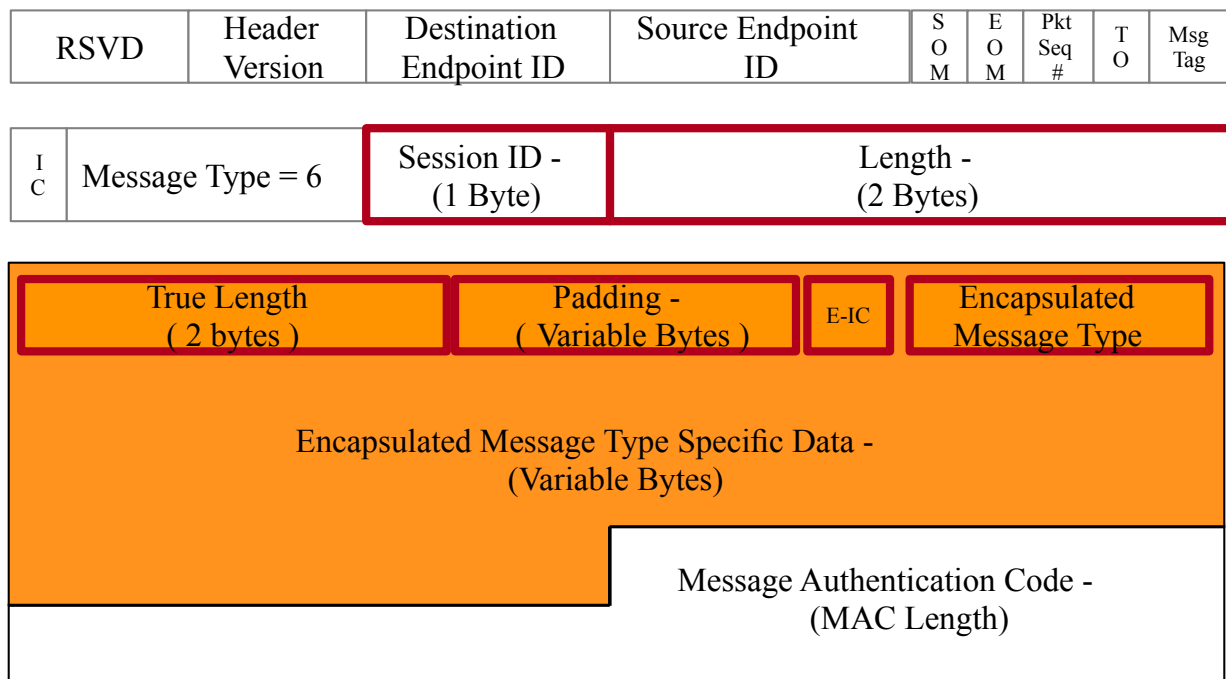 RSVD
Header
Version
Destination
Endpoint ID
Source Endpoint
ID
S
O
M
E
O
M
Pkt
Seq
#
T
O
Msg
Tag
I
C
Message Type = 6
Session ID -
(1 Byte)
Length -
(2 Bytes)
True Length
( 2 bytes )
Padding -
( Variable Bytes )
E-IC
Encapsulated
Message Type
Encapsulated Message Type Specific Data -
(Variable Bytes)
Message Authentication Code -
(MAC Length)